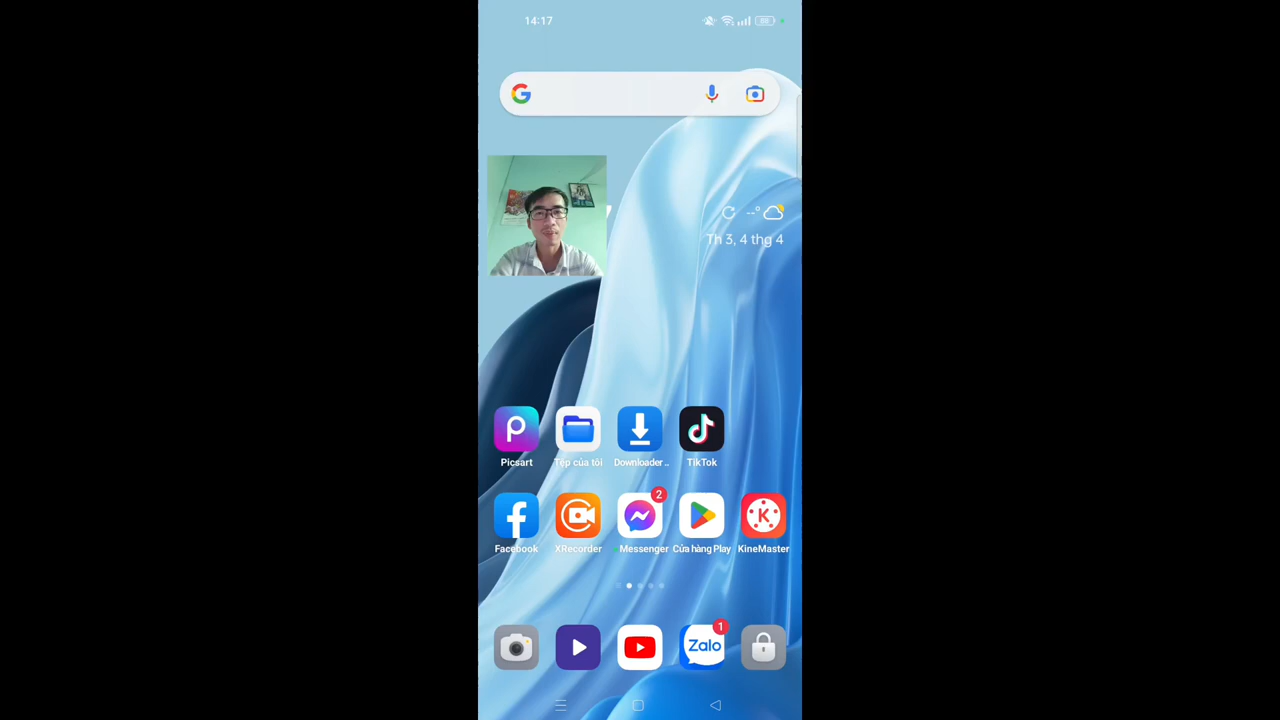 14:17
88
--°
Th 3, 4 thg 4
Picsart
Tệp của tôi
Downloader ..
TikTok
2
Facebook
XRecorder
Messenger
Cửa hàng Play
KineMaster
1
Zalo